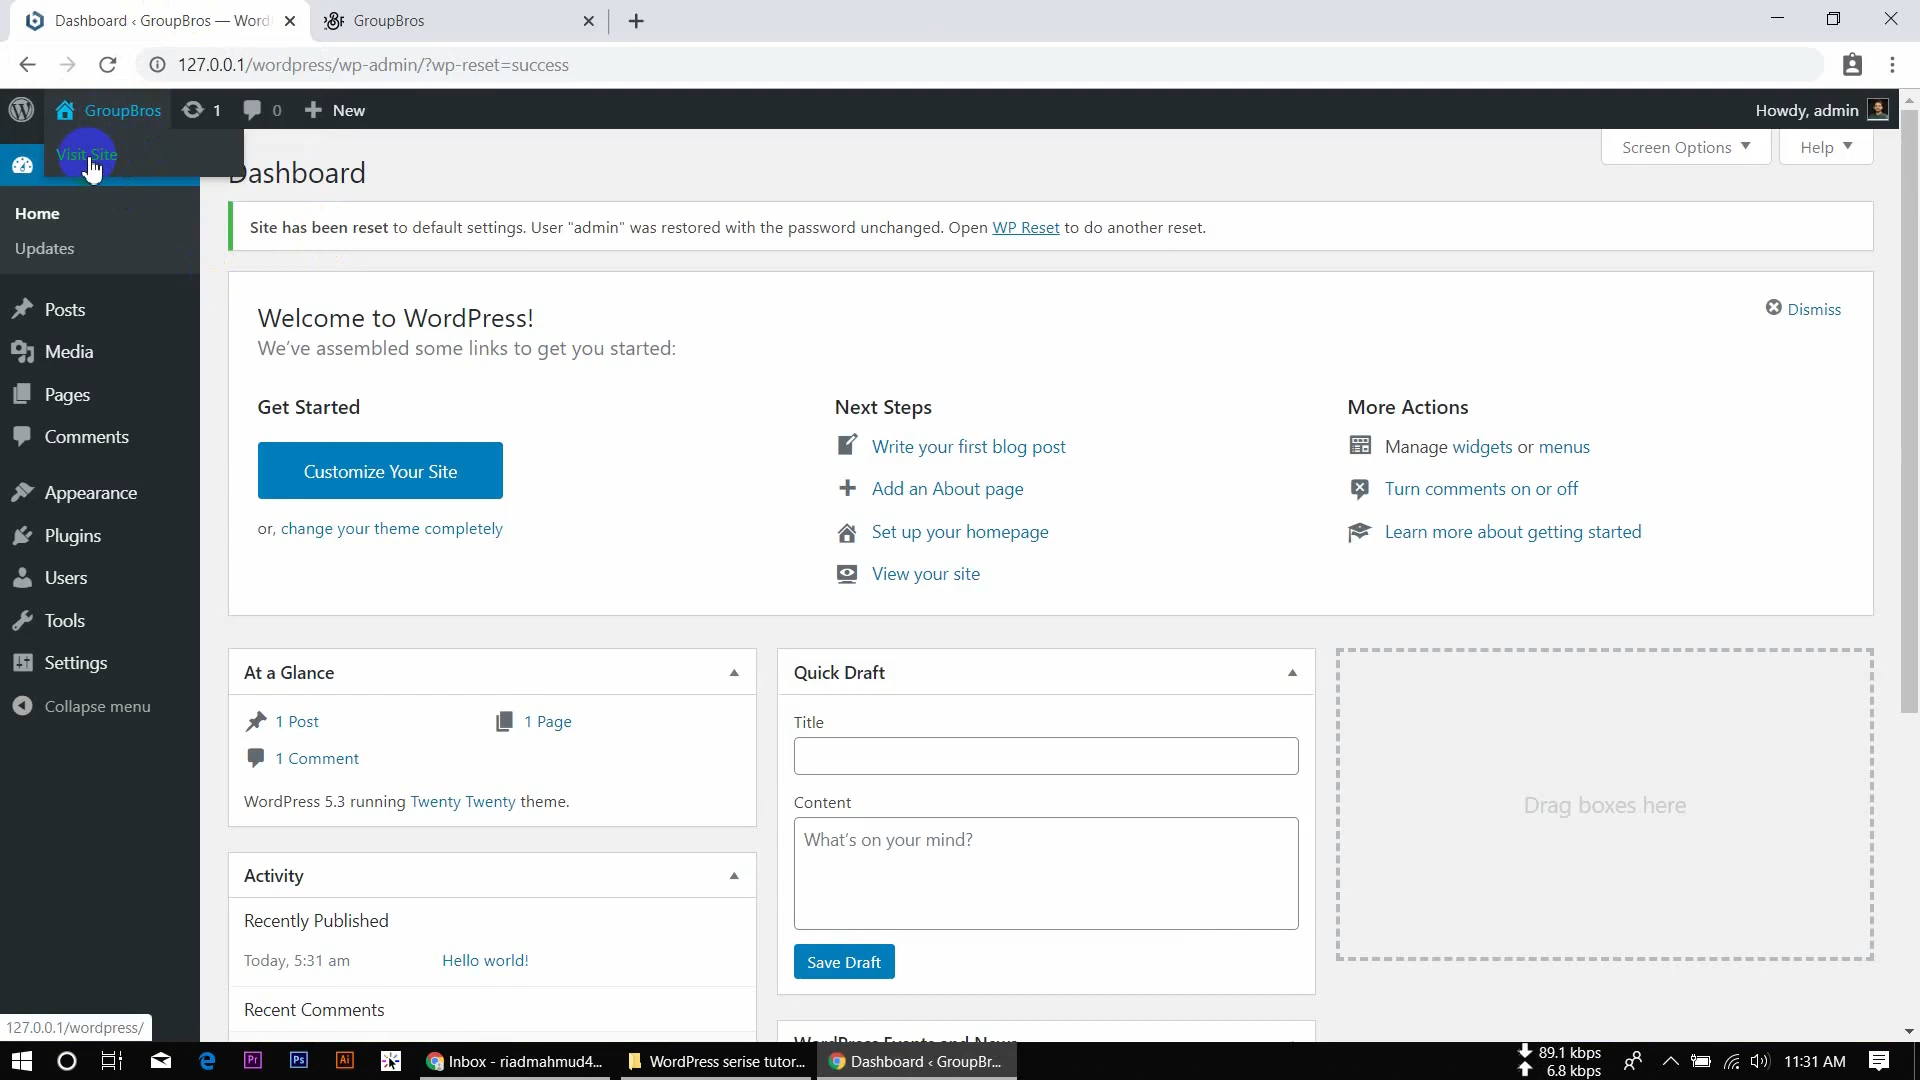 Dashboard ‹ GroupBros — Word
GroupBros
127.0.0.1/wordpress/wp-admin/?wp-reset=success
GroupBros
1
0
New
Howdy, admin
Visit Site
Dashboard
Screen Options
Help
Home
Updates
Site has been reset to default settings. User "admin" was restored with the password unchanged. Open WP Reset to do another reset.
Posts
Media
Pages
Comments
Appearance
Plugins
Users
Tools
Settings
Collapse menu
Welcome to WordPress!
Dismiss
We've assembled some links to get you started:
Get Started
Customize Your Site
or, change your theme completely
Next Steps
Write your first blog post
Add an About page
Set up your homepage
View your site
More Actions
Manage widgets or menus
Turn comments on or off
Learn more about getting started
At a Glance
1 Post
1 Page
1 Comment
WordPress 5.3 running Twenty Twenty theme.
Activity
Recently Published
Today, 5:31 am
Hello world!
Recent Comments
Quick Draft
Title
Content
What's on your mind?
Save Draft
WordPress Events and News
Drag boxes here
127.0.0.1/wordpress/
Pr
Ps
Ai
Inbox - riadmahmud4...
WordPress serise tutor...
Dashboard ‹ GroupBr...
89.1 kbps
6.8 kbps
11:31 AM